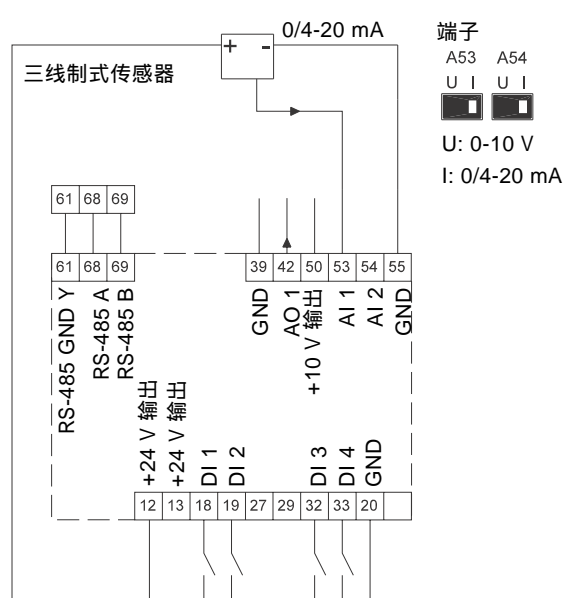 0/4-20 mA
+ -
三线制式传感器
端子
A53 A54
U I U I
U: 0-10 V
I: 0/4-20 mA
61 68 69
61 68 69
39 42 50 53 54 55
RS-485 GND Y
RS-485 A
RS-485 B
GND
AO 1
+10 V 输出
AI 1
AI 2
GND
+24 V 输出
+24 V 输出
DI 1
DI 2
DI 3
DI 4
GND
12 13 18 19 27 29 32 33 20